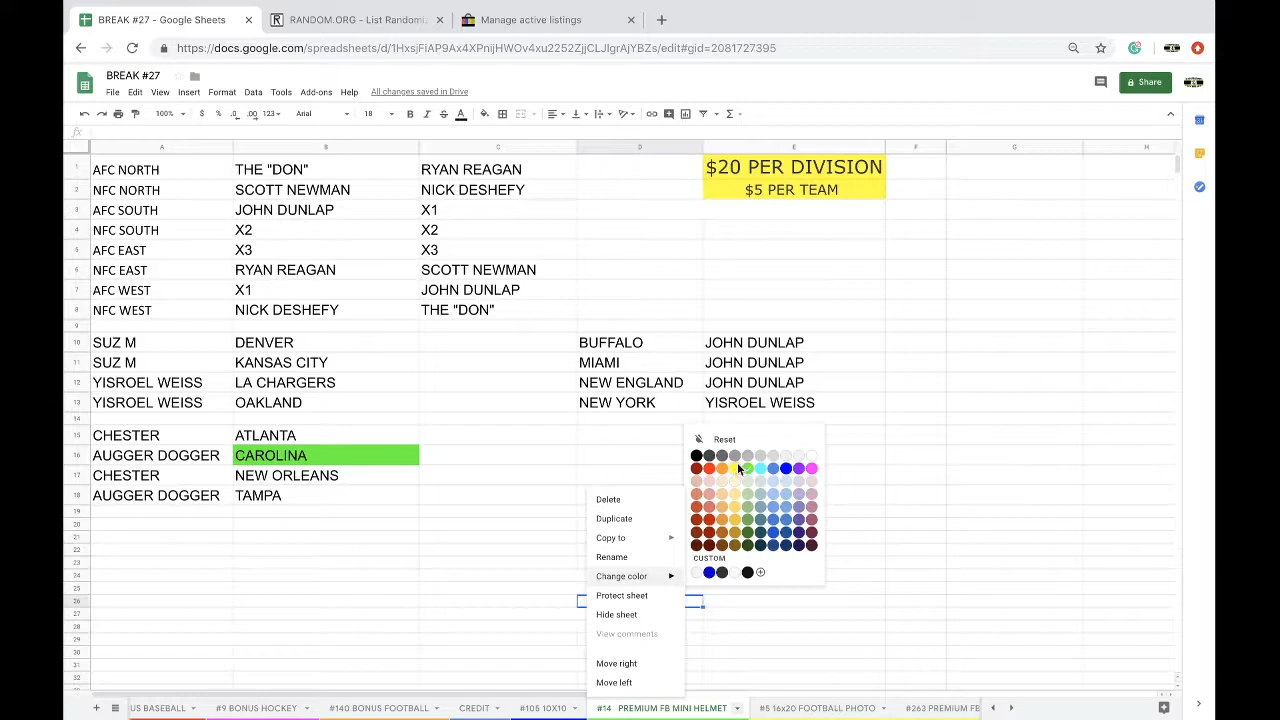 BREAK #27 - Google Sheets
RANDOM.ORG - List Randomi
Manage active listings
https://docs.google.com/spreadsheets/d/1HxsjFiAP9Ax4XPnijHWOv4xu2252ZjjCLJIgrAjYBZs/edit#gid=2081727395
BREAK #27
File Edit View Insert Format Data Tools Add-ons Help All changes saved in Drive
Share
100% $ % .0 .00 123 Arial 18 B I S A
fx
A B C D E F G H
1 AFC NORTH THE "DON" RYAN REAGAN $20 PER DIVISION
2 NFC NORTH SCOTT NEWMAN NICK DESHEFY $5 PER TEAM
3 AFC SOUTH JOHN DUNLAP X1
4 NFC SOUTH X2 X2
5 AFC EAST X3 X3
6 NFC EAST RYAN REAGAN SCOTT NEWMAN
7 AFC WEST X1 JOHN DUNLAP
8 NFC WEST NICK DESHEFY THE "DON"
9
10 SUZ M DENVER BUFFALO JOHN DUNLAP
11 SUZ M KANSAS CITY MIAMI JOHN DUNLAP
12 YISROEL WEISS LA CHARGERS NEW ENGLAND JOHN DUNLAP
13 YISROEL WEISS OAKLAND NEW YORK YISROEL WEISS
14
15 CHESTER ATLANTA
16 AUGGER DOGGER CAROLINA
17 CHESTER NEW ORLEANS
18 AUGGER DOGGER TAMPA
19
20
21
22
23
24
25
26
27
28
29
30
31
32
Reset
CUSTOM
Delete
Duplicate
Copy to
Rename
Change color
Protect sheet
Hide sheet
View comments
Move right
Move left
US BASEBALL #9 BONUS HOCKEY #140 BONUS FOOTBALL CREDIT #105 10X10 #14 PREMIUM FB MINI HELMET #5 16x20 FOOTBALL PHOTO #263 PREMIUM FB